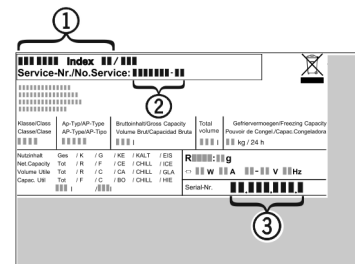 1
Index /
Service-Nr./No.Service: -
2
Klasse/Class Ap-Typ/AP-Type Bruttoinhalt/Gross Capacity Total Gefriervermoegen/Freezing Capacity
Classe/Clase AP-Type/AP-Tipo Volume Brut/Capacidad Bruta volume Pouvoir de Congel./Capac.Congeladora
l l kg / 24 h
Nutzinhalt Ges / K / G / KE / KALT / EIS
Net.Capacity Tot / R / F / CE / CHILL / ICE
Volume Utile Tot / R / C / CA / CHILL / GLA
Capac. Util Tot / F / C / BO / CHILL / HIE
l / l
R : g
W A - V Hz
Serial-Nr. . .
3